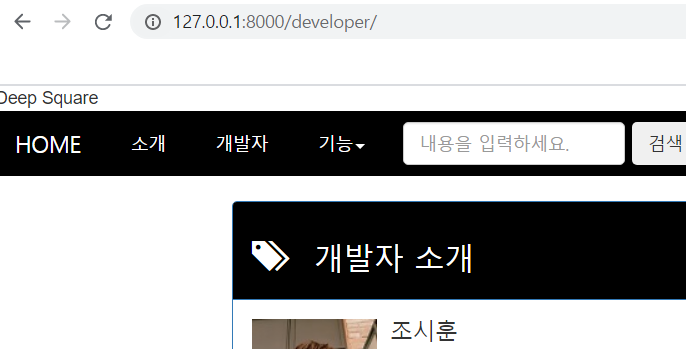 127.0.0.1:8000/developer/
Deep Square
HOME 소개 개발자 기능 내용을 입력하세요. 검색
개발자 소개
조시훈